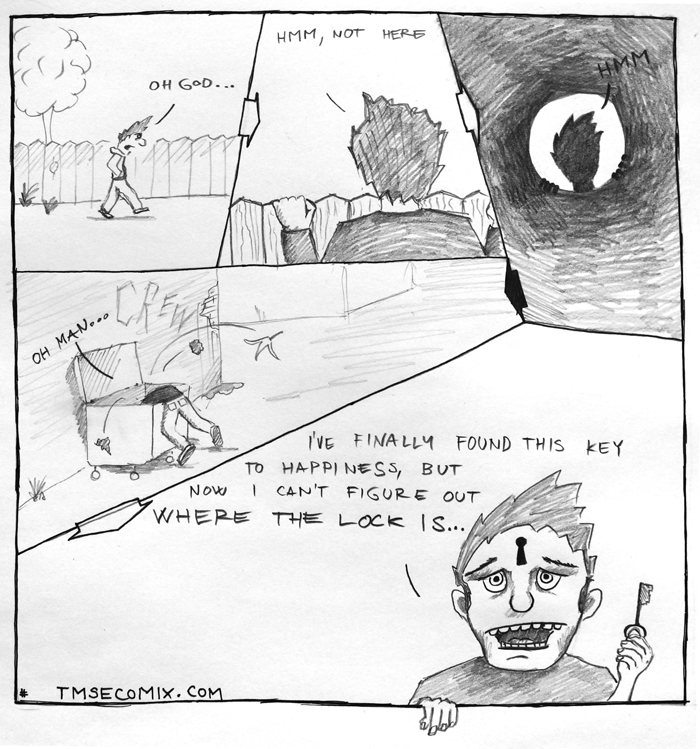 OH GOD...
HMM, NOT HERE
HMM
OH MAN...
CREW
I'VE FINALLY FOUND THIS KEY
TO HAPPINESS, BUT
NOW I CAN'T FIGURE OUT
WHERE THE LOCK IS...
# TMSECOMIX.COM